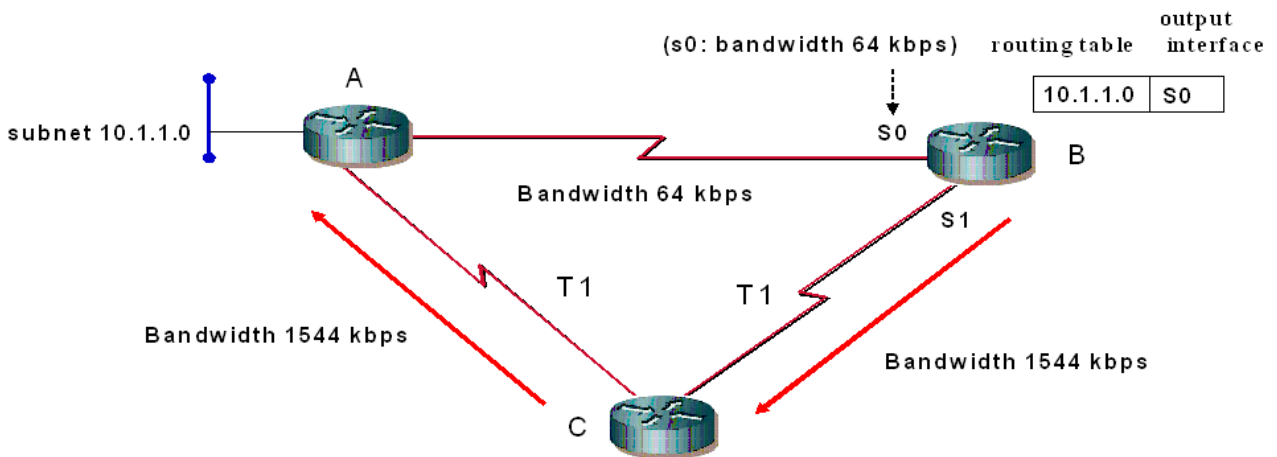 output
(s0: bandwidth 64 kbps) routing table interface
A
10.1.1.0 S0
subnet 10.1.1.0
S0
B
Bandwidth 64 kbps
S1
T1
T1
Bandwidth 1544 kbps
Bandwidth 1544 kbps
C